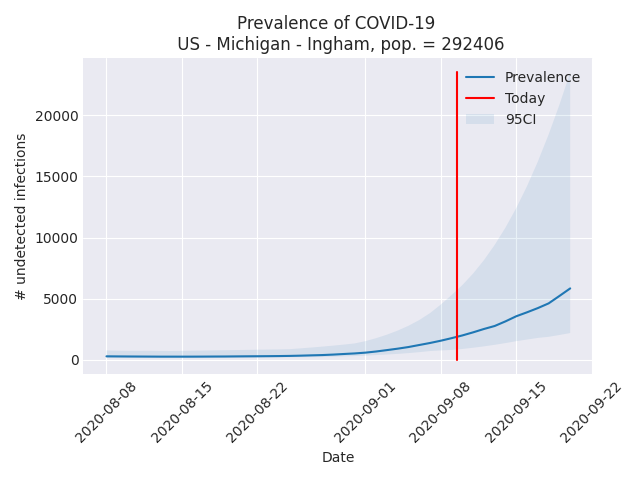 Prevalence of COVID-19
US - Michigan - Ingham, pop. = 292406
Prevalence
Today
95CI
# undetected infections
20000
15000
10000
5000
0
2020-08-08
2020-08-15
2020-08-22
2020-09-01
2020-09-08
2020-09-15
2020-09-22
Date